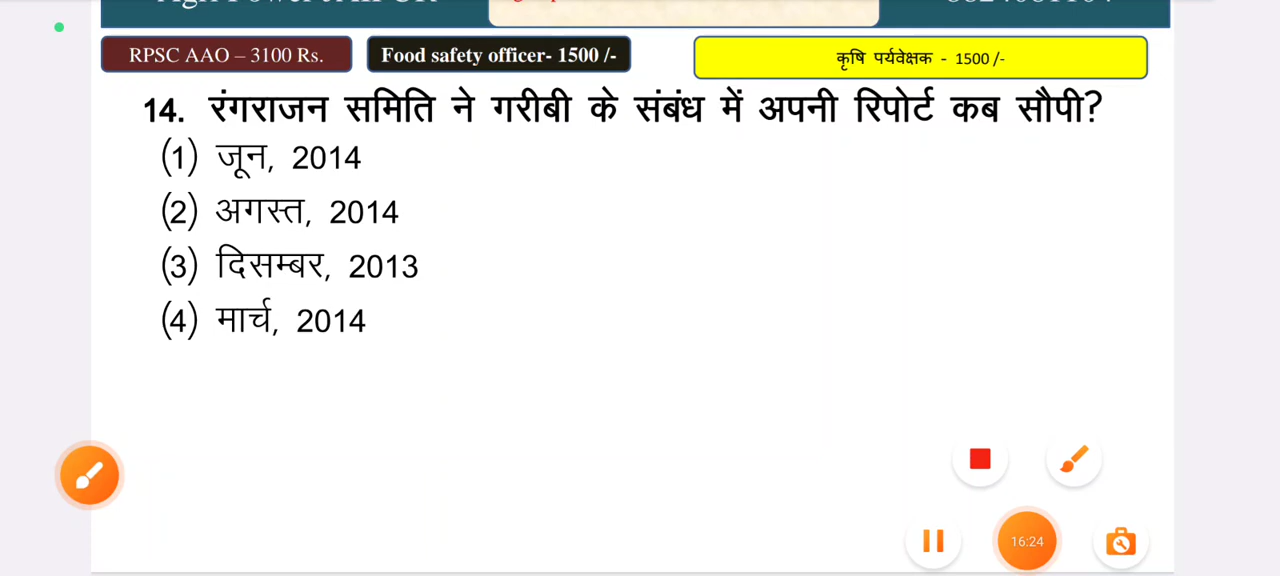 RPSC AAO – 3100 Rs.
Food safety officer- 1500 /-
कृषि पर्यवेक्षक - 1500 /-
14. रंगराजन समिति ने गरीबी के संबंध में अपनी रिपोर्ट कब सौपी?
(1) जून, 2014
(2) अगस्त, 2014
(3) दिसम्बर, 2013
(4) मार्च, 2014
16:24